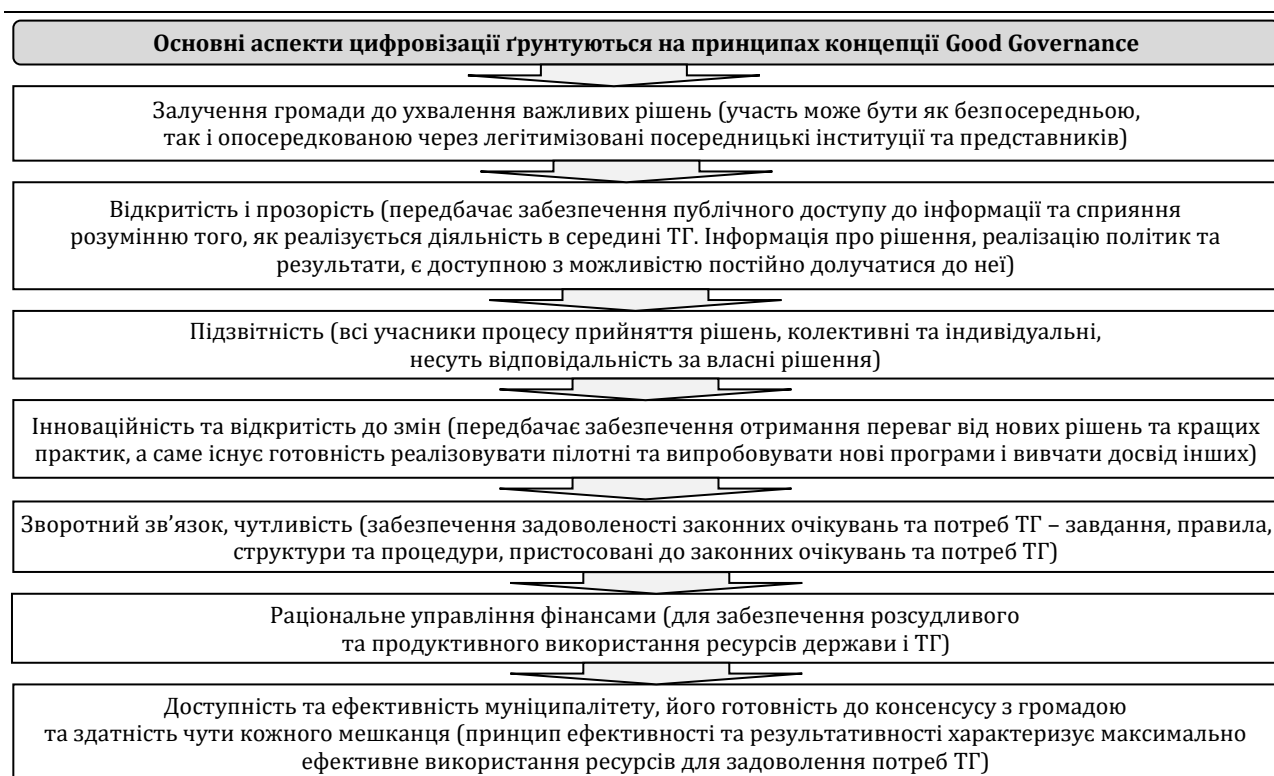 Основні аспекти цифровізації ґрунтуються на принципах концепції Good Governance
Залучення громади до ухвалення важливих рішень (участь може бути як безпосередньою,
так і опосередкованою через легітимізовані посередницькі інституції та представників)
Відкритість і прозорість (передбачає забезпечення публічного доступу до інформації та сприяння
розумінню того, як реалізується діяльність в середині ТГ. Інформація про рішення, реалізацію політик та
результати, є доступною з можливістю постійно долучатися до неї)
Підзвітність (всі учасники процесу прийняття рішень, колективні та індивідуальні,
несуть відповідальність за власні рішення)
Інноваційність та відкритість до змін (передбачає забезпечення отримання переваг від нових рішень та кращих
практик, а саме існує готовність реалізовувати пілотні та випробовувати нові програми і вивчати досвід інших)
Зворотний зв’язок, чутливість (забезпечення задоволеності законних очікувань та потреб ТГ – завдання, правила,
структури та процедури, пристосовані до законних очікувань та потреб ТГ)
Раціональне управління фінансами (для забезпечення розсудливого
та продуктивного використання ресурсів держави і ТГ)
Доступність та ефективність муніципалітету, його готовність до консенсусу з громадою
та здатність чути кожного мешканця (принцип ефективності та результативності характеризує максимально
ефективне використання ресурсів для задоволення потреб ТГ)